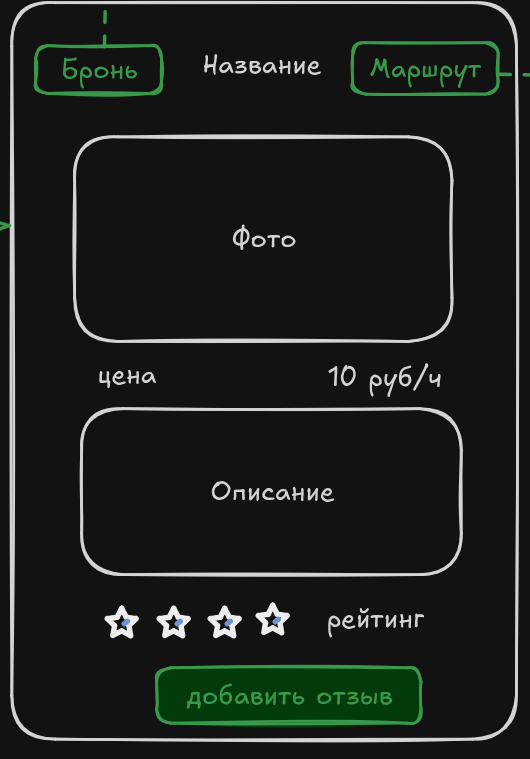 Бронь Название Маршрут
Фото
цена 10 руб/ч
Описание
рейтинг
добавить отзыв